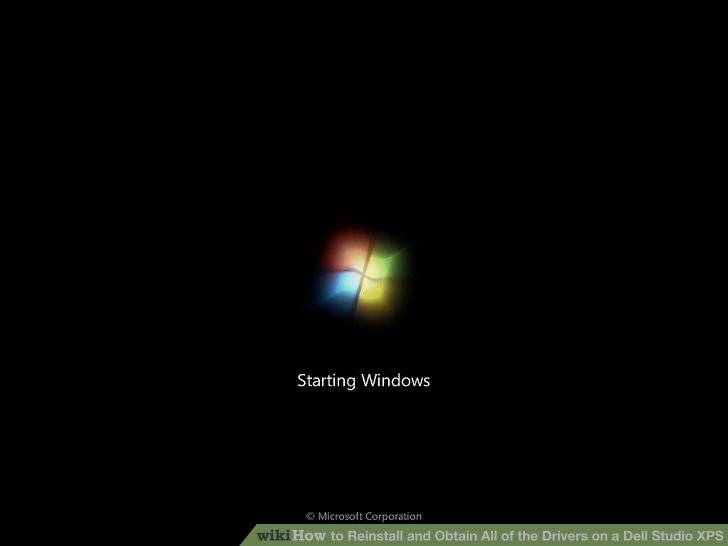 Starting Windows
© Microsoft Corporation
wikiHow to Reinstall and Obtain All of the Drivers on a Dell Studio XPS